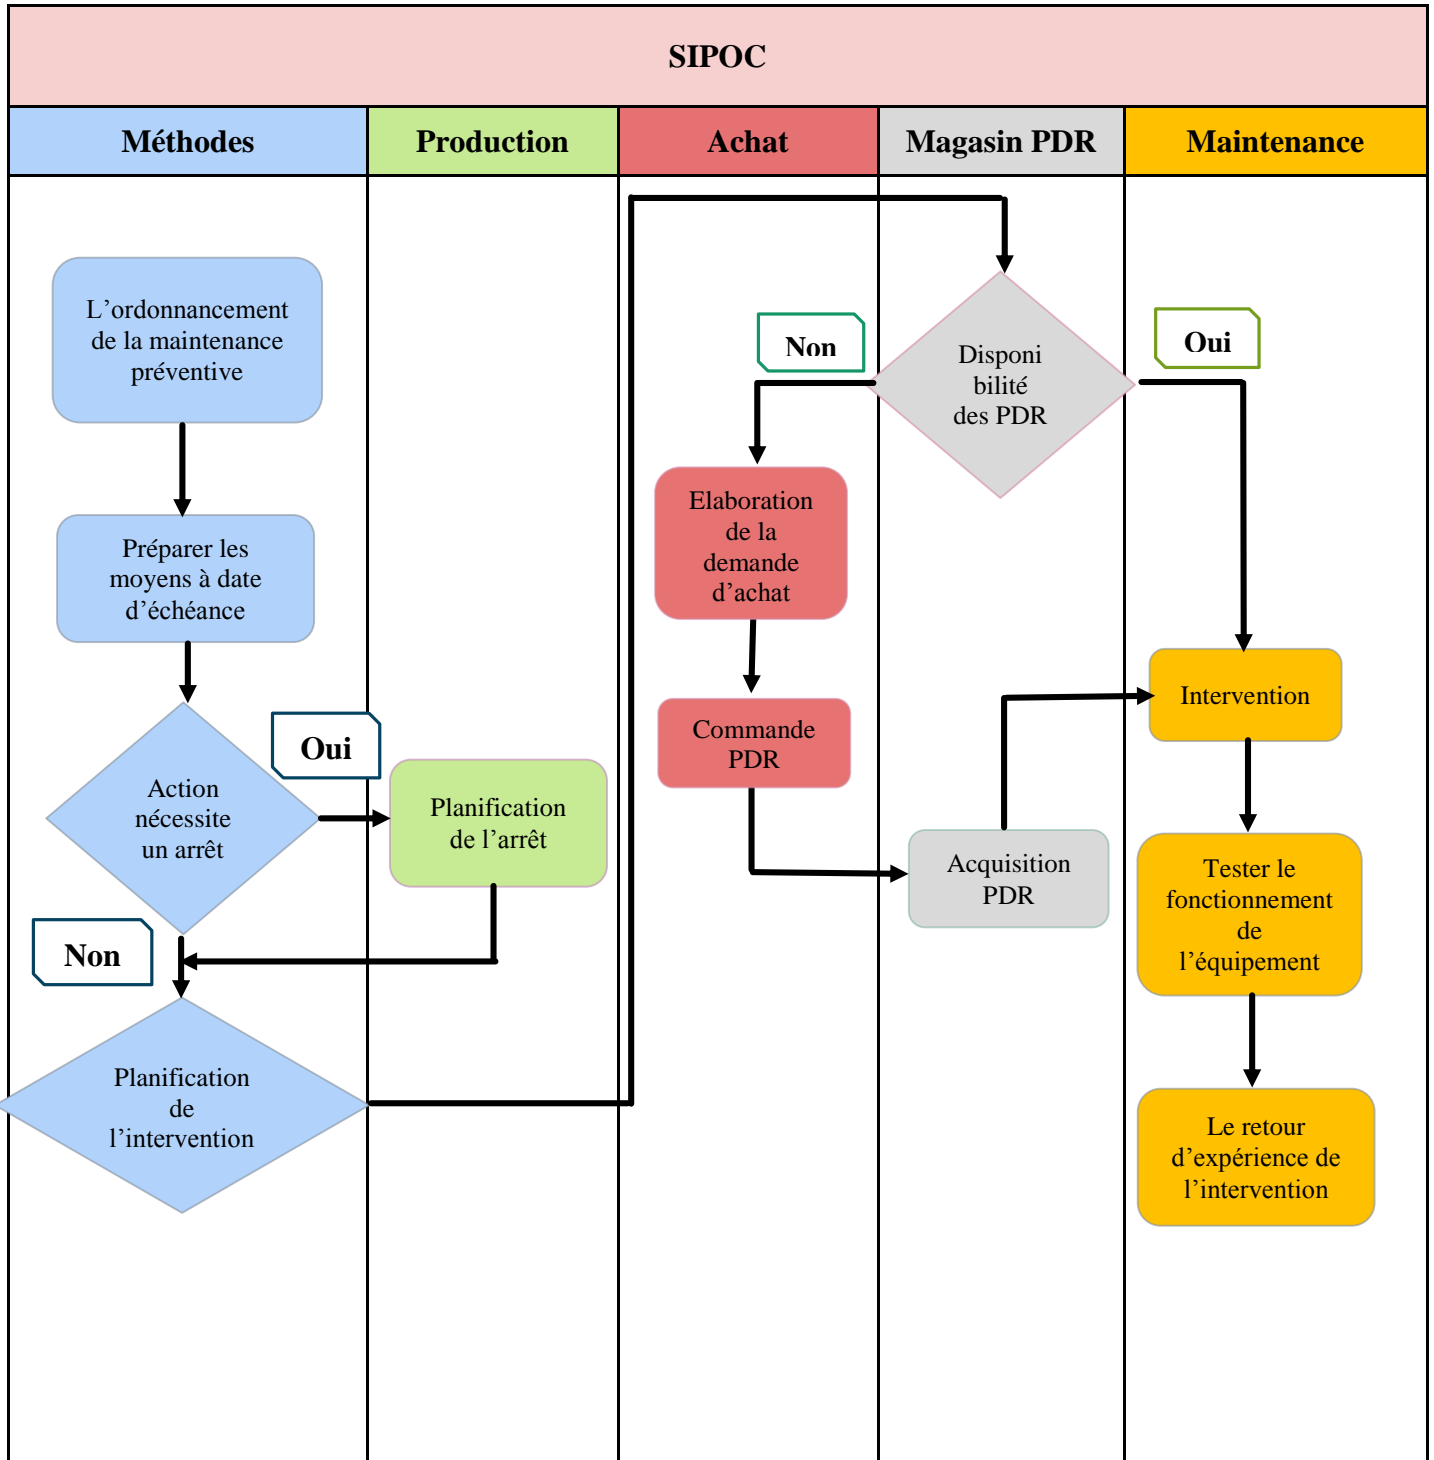 SIPOC
Méthodes
Production
Achat
Magasin PDR
Maintenance
L’ordonnancement
de la maintenance
préventive
Préparer les
moyens à date
d’échéance
Oui
Action
nécessite
un arrêt
Non
Planification
de
l’intervention
Planification
de l’arrêt
Non
Elaboration
de la
demande
d’achat
Commande
PDR
Disponi
bilité
des PDR
Acquisition
PDR
Oui
Intervention
Tester le
fonctionnement
de
l’équipement
Le retour
d’expérience de
l’intervention